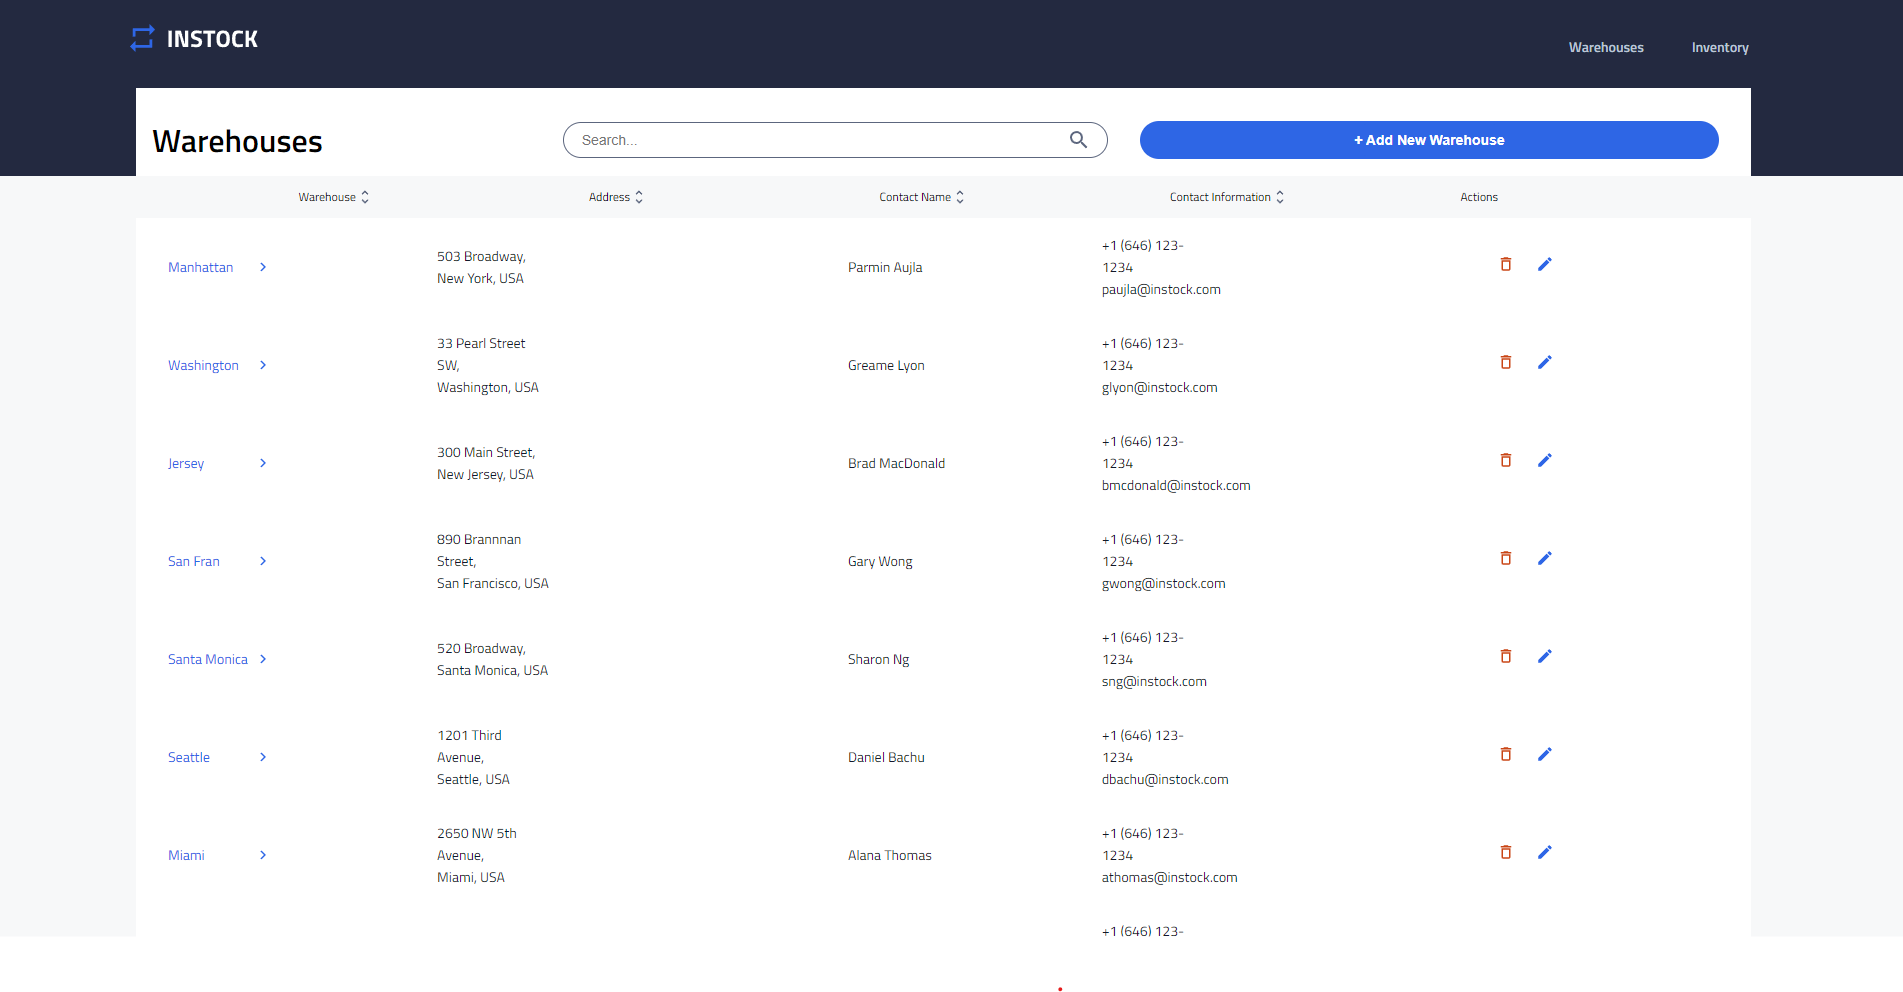 INSTOCK
Warehouses
Inventory
Warehouses
Search...
+ Add New Warehouse
Warehouse
Address
Contact Name
Contact Information
Actions
Manhattan
503 Broadway,
New York, USA
Parmin Aujla
+1 (646) 123-
1234
paujla@instock.com
Washington
33 Pearl Street
SW,
Washington, USA
Greame Lyon
+1 (646) 123-
1234
glyon@instock.com
Jersey
300 Main Street,
New Jersey, USA
Brad MacDonald
+1 (646) 123-
1234
bmcdonald@instock.com
San Fran
890 Brannnan
Street,
San Francisco, USA
Gary Wong
+1 (646) 123-
1234
gwong@instock.com
Santa Monica
520 Broadway,
Santa Monica, USA
Sharon Ng
+1 (646) 123-
1234
sng@instock.com
Seattle
1201 Third
Avenue,
Seattle, USA
Daniel Bachu
+1 (646) 123-
1234
dbachu@instock.com
Miami
2650 NW 5th
Avenue,
Miami, USA
Alana Thomas
+1 (646) 123-
1234
athomas@instock.com
+1 (646) 123-